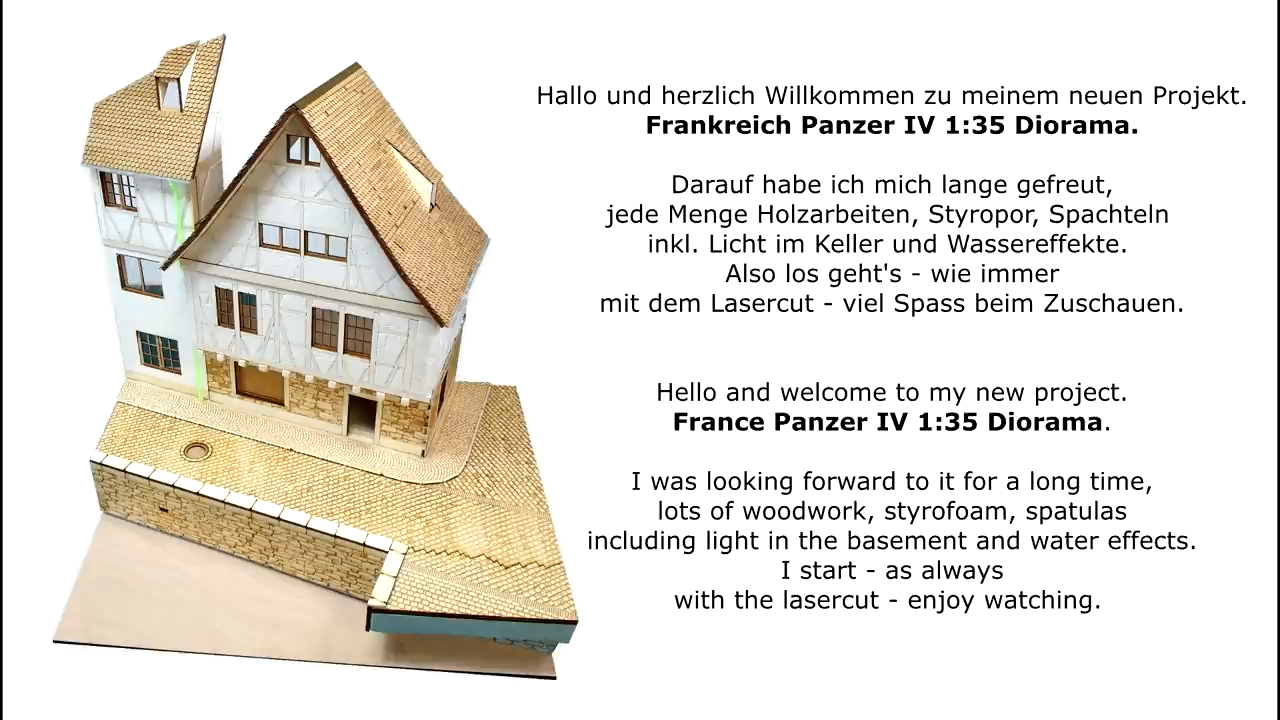 Hallo und herzlich Willkommen zu meinem neuen Projekt.
Frankreich Panzer IV 1:35 Diorama.
Darauf habe ich mich lange gefreut,
jede Menge Holzarbeiten, Styropor, Spachteln
inkl. Licht im Keller und Wassereffekte.
Also los geht's - wie immer
mit dem Lasercut - viel Spass beim Zuschauen.
Hello and welcome to my new project.
France Panzer IV 1:35 Diorama.
I was looking forward to it for a long time,
lots of woodwork, styrofoam, spatulas
including light in the basement and water effects.
I start - as always
with the lasercut - enjoy watching.